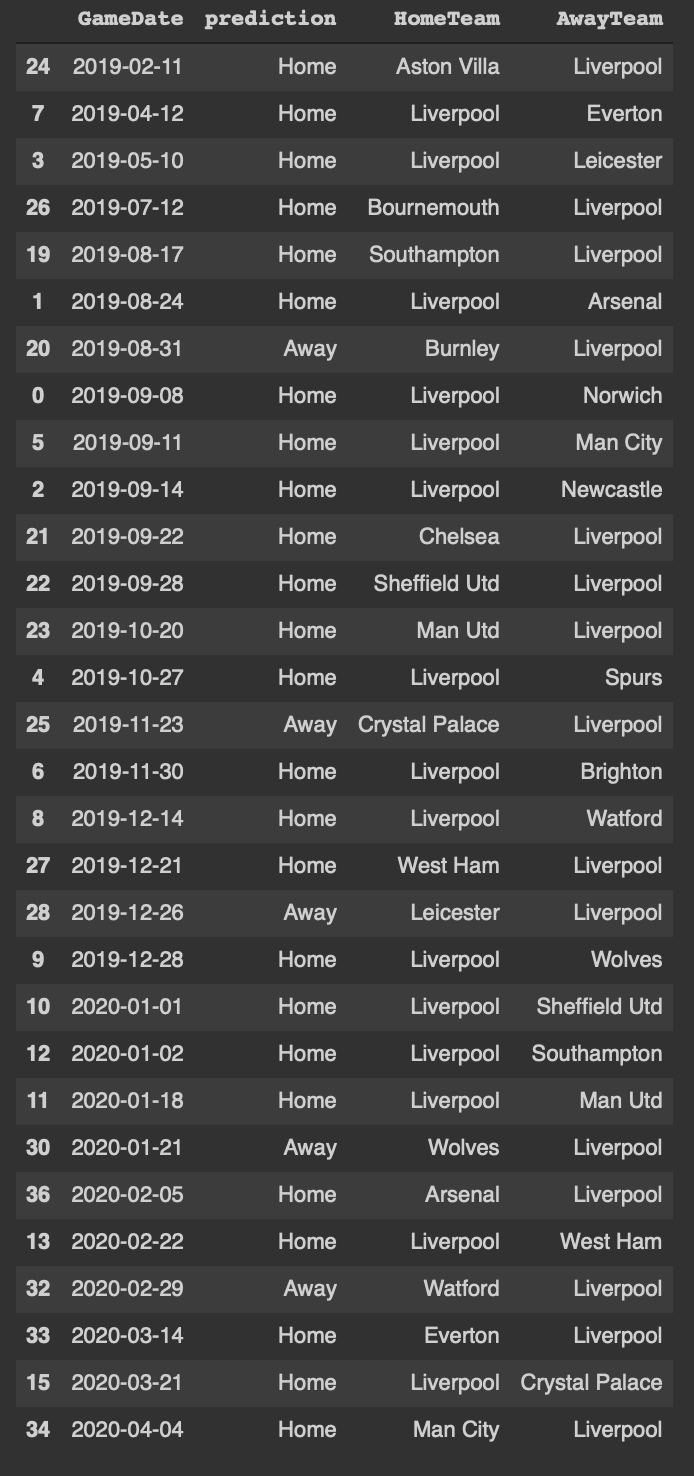 GameDate prediction HomeTeam AwayTeam
24 2019-02-11 Home Aston Villa Liverpool
7 2019-04-12 Home Liverpool Everton
3 2019-05-10 Home Liverpool Leicester
26 2019-07-12 Home Bournemouth Liverpool
19 2019-08-17 Home Southampton Liverpool
1 2019-08-24 Home Liverpool Arsenal
20 2019-08-31 Away Burnley Liverpool
0 2019-09-08 Home Liverpool Norwich
5 2019-09-11 Home Liverpool Man City
2 2019-09-14 Home Liverpool Newcastle
21 2019-09-22 Home Chelsea Liverpool
22 2019-09-28 Home Sheffield Utd Liverpool
23 2019-10-20 Home Man Utd Liverpool
4 2019-10-27 Home Liverpool Spurs
25 2019-11-23 Away Crystal Palace Liverpool
6 2019-11-30 Home Liverpool Brighton
8 2019-12-14 Home Liverpool Watford
27 2019-12-21 Home West Ham Liverpool
28 2019-12-26 Away Leicester Liverpool
9 2019-12-28 Home Liverpool Wolves
10 2020-01-01 Home Liverpool Sheffield Utd
12 2020-01-02 Home Liverpool Southampton
11 2020-01-18 Home Liverpool Man Utd
30 2020-01-21 Away Wolves Liverpool
36 2020-02-05 Home Arsenal Liverpool
13 2020-02-22 Home Liverpool West Ham
32 2020-02-29 Away Watford Liverpool
33 2020-03-14 Home Everton Liverpool
15 2020-03-21 Home Liverpool Crystal Palace
34 2020-04-04 Home Man City Liverpool